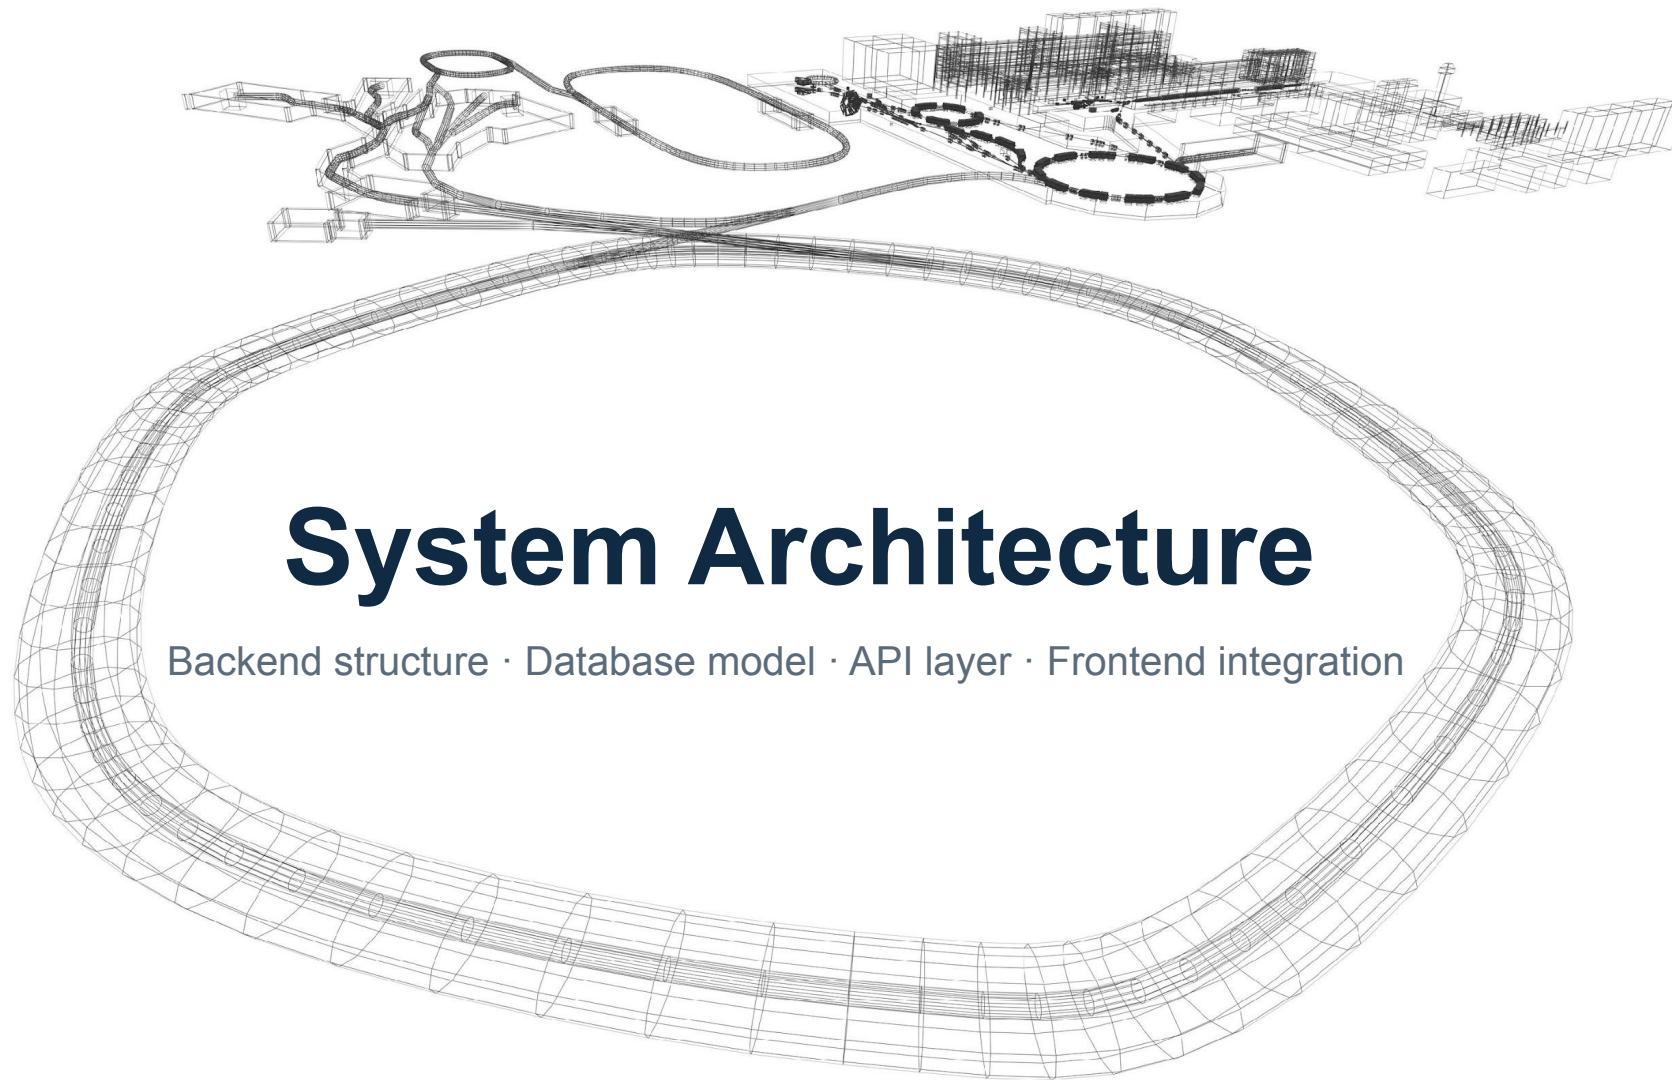 System Architecture
Backend structure · Database model · API layer · Frontend integration